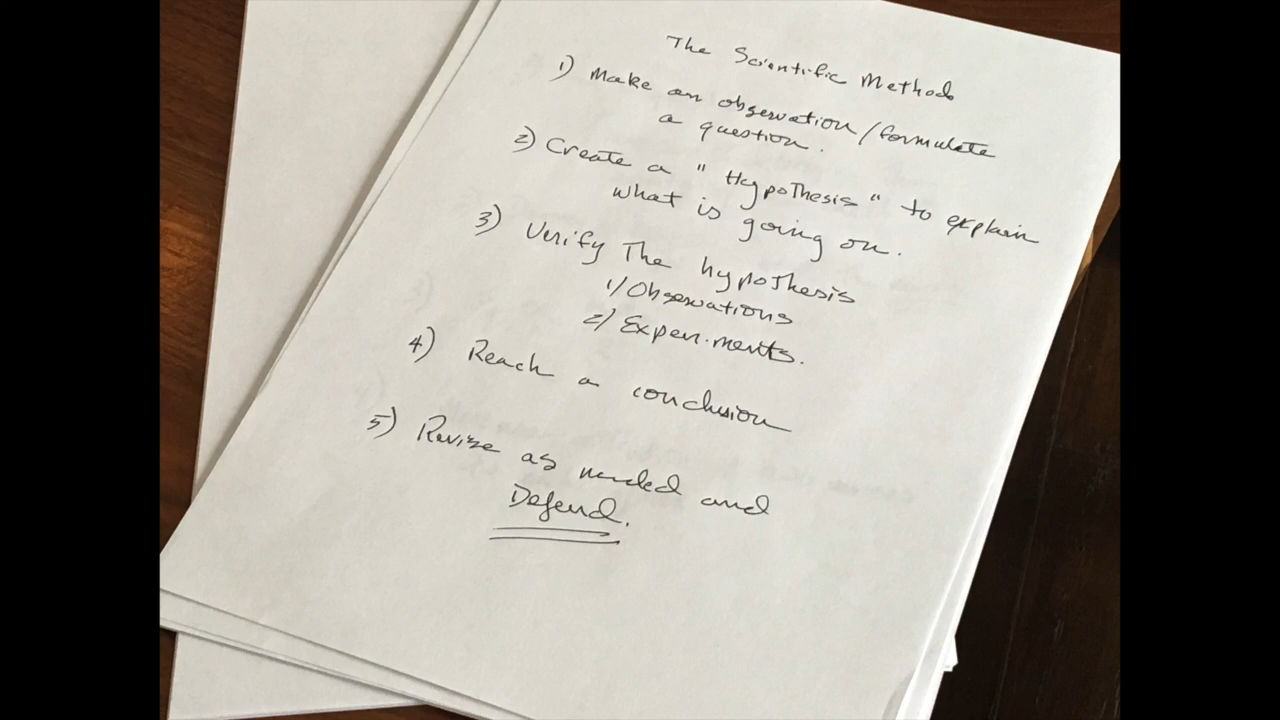 The Scientific Method
1) Make an observation/formulate
a question.
2) Create a "Hypothesis" to explain
what is going on.
3) Verify The hypothesis
1) Observations
2) Experiments.
4) Reach a conclusion
5) Revise as needed and
Defend.